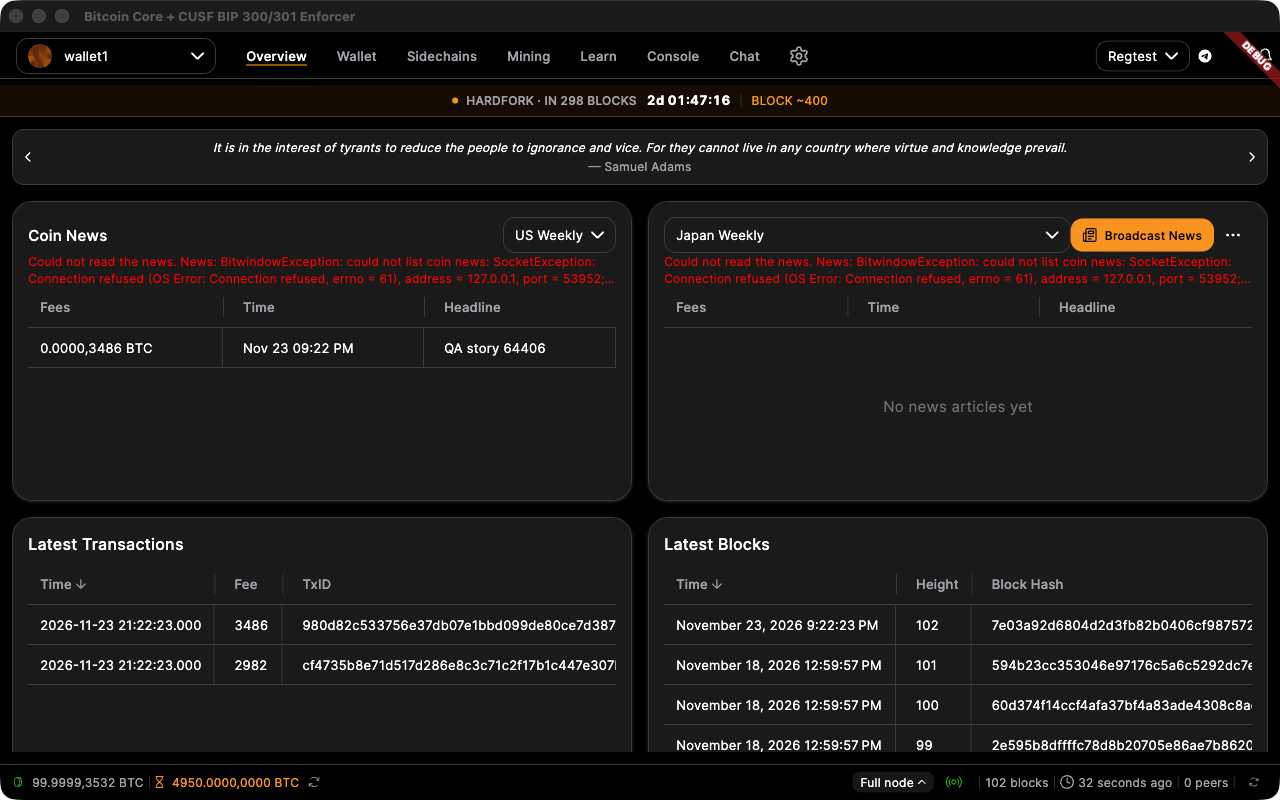 Bitcoin Core + CUSF BIP 300/301 Enforcer
wallet1
Overview
Wallet
Sidechains
Mining
Learn
Console
Chat
Regtest
DEBUG
HARDFORK · IN 298 BLOCKS 2d 01:47:16 BLOCK ~400
It is in the interest of tyrants to reduce the people to ignorance and vice. For they cannot live in any country where virtue and knowledge prevail.
— Samuel Adams
Coin News
US Weekly
Could not read the news. News: BitwindowException: could not list coin news: SocketException:
Connection refused (OS Error: Connection refused, errno = 61), address = 127.0.0.1, port = 53952;...
Fees Time Headline
0.0000,3486 BTC Nov 23 09:22 PM QA story 64406
Japan Weekly
Broadcast News
Could not read the news. News: BitwindowException: could not list coin news: SocketException:
Connection refused (OS Error: Connection refused, errno = 61), address = 127.0.0.1, port = 53952;...
Fees Time Headline
No news articles yet
Latest Transactions
Time Fee TxID
2026-11-23 21:22:23.000 3486 980d82c533756e37db07e1bbd099de80ce7d387
2026-11-23 21:22:23.000 2982 cf4735b8e71d517d286e8c3c71c2f17b1c447e307
Latest Blocks
Time Height Block Hash
November 23, 2026 9:22:23 PM 102 7e03a92d6804d2d3fb82b0406cf987572
November 18, 2026 12:59:57 PM 101 594b23cc353046e97176c5a6c5292dc7e
November 18, 2026 12:59:57 PM 100 60d374f14ccf4afa37bf4a83ade4308c8a
November 18, 2026 12:59:57 PM 99 2e595b8dffffc78d8b20705e86ae7b8620
99.9999,3532 BTC
4950.0000,0000 BTC
Full node
102 blocks
32 seconds ago
0 peers